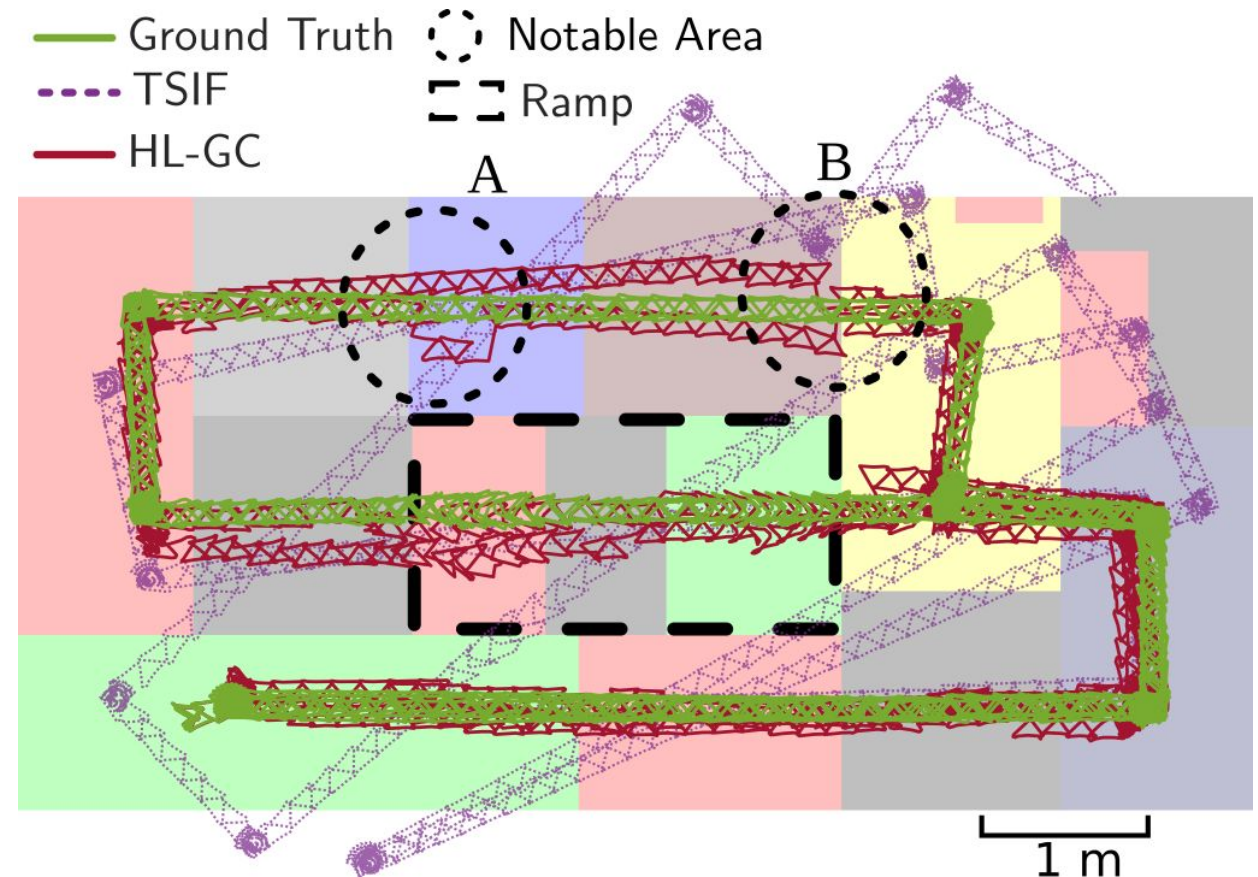 Ground Truth
TSIF
HL-GC
Notable Area
Ramp
A
B
1 m